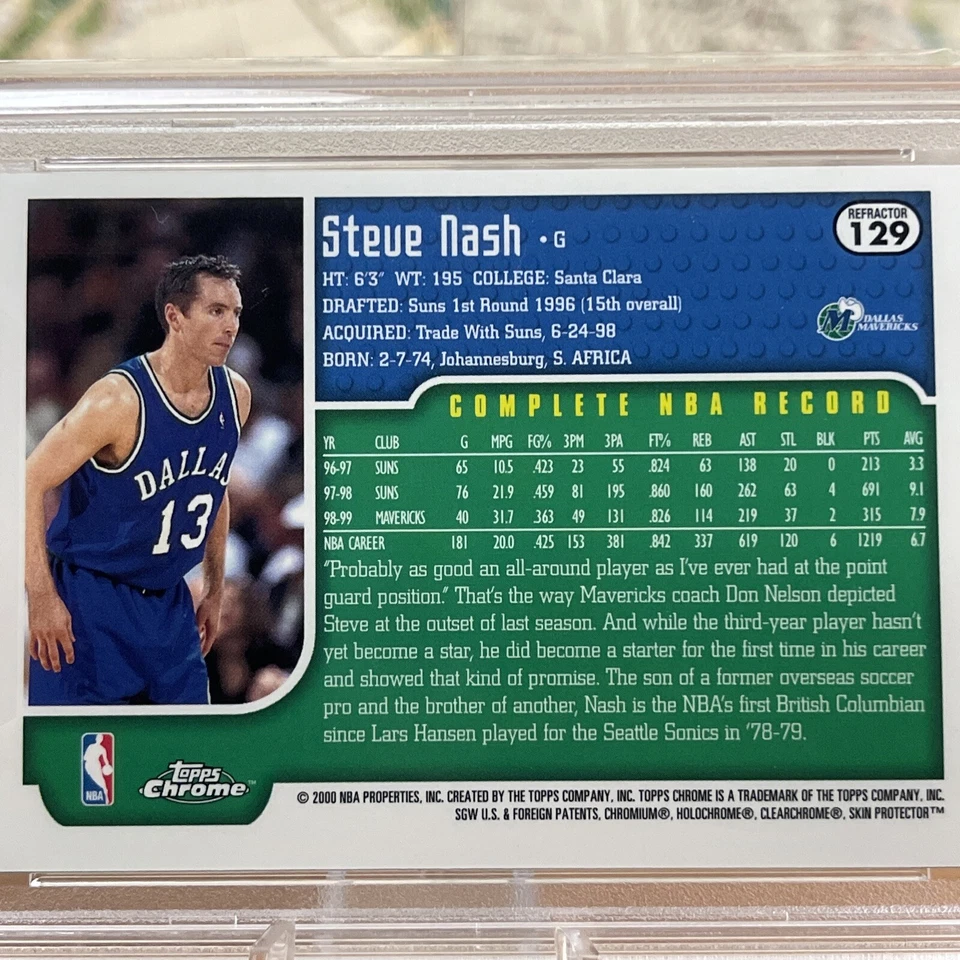 Steve Nash • G
REFRACTOR
129
HT: 6'3" WT: 195 COLLEGE: Santa Clara
DRAFTED: Suns 1st Round 1996 (15th overall)
ACQUIRED: Trade With Suns, 6-24-98
BORN: 2-7-74, Johannesburg, S. AFRICA
M DALLAS
MAVERICKS
COMPLETE NBA RECORD
YR CLUB G MPG FG% 3PM 3PA FT% REB AST STL BLK PTS AVG
96-97 SUNS 65 10.5 .423 23 55 .824 63 138 20 0 213 3.3
97-98 SUNS 76 21.9 .459 81 195 .860 160 262 63 4 691 9.1
98-99 MAVERICKS 40 31.7 .363 49 131 .826 114 219 37 2 315 7.9
NBA CAREER 181 20.0 .425 153 381 .842 337 619 120 6 1219 6.7
"Probably as good an all-around player as I've ever had at the point
guard position." That's the way Mavericks coach Don Nelson depicted
Steve at the outset of last season. And while the third-year player hasn't
yet become a star, he did become a starter for the first time in his career
and showed that kind of promise. The son of a former overseas soccer
pro and the brother of another, Nash is the NBA's first British Columbian
since Lars Hansen played for the Seattle Sonics in '78-79.
DALLAS
13
NBA
Topps
Chrome™
© 2000 NBA PROPERTIES, INC. CREATED BY THE TOPPS COMPANY, INC. TOPPS CHROME IS A TRADEMARK OF THE TOPPS COMPANY, INC.
SGW U.S. & FOREIGN PATENTS, CHROMIUM®, HOLOCHROME®, CLEARCHROME®, SKIN PROTECTOR™